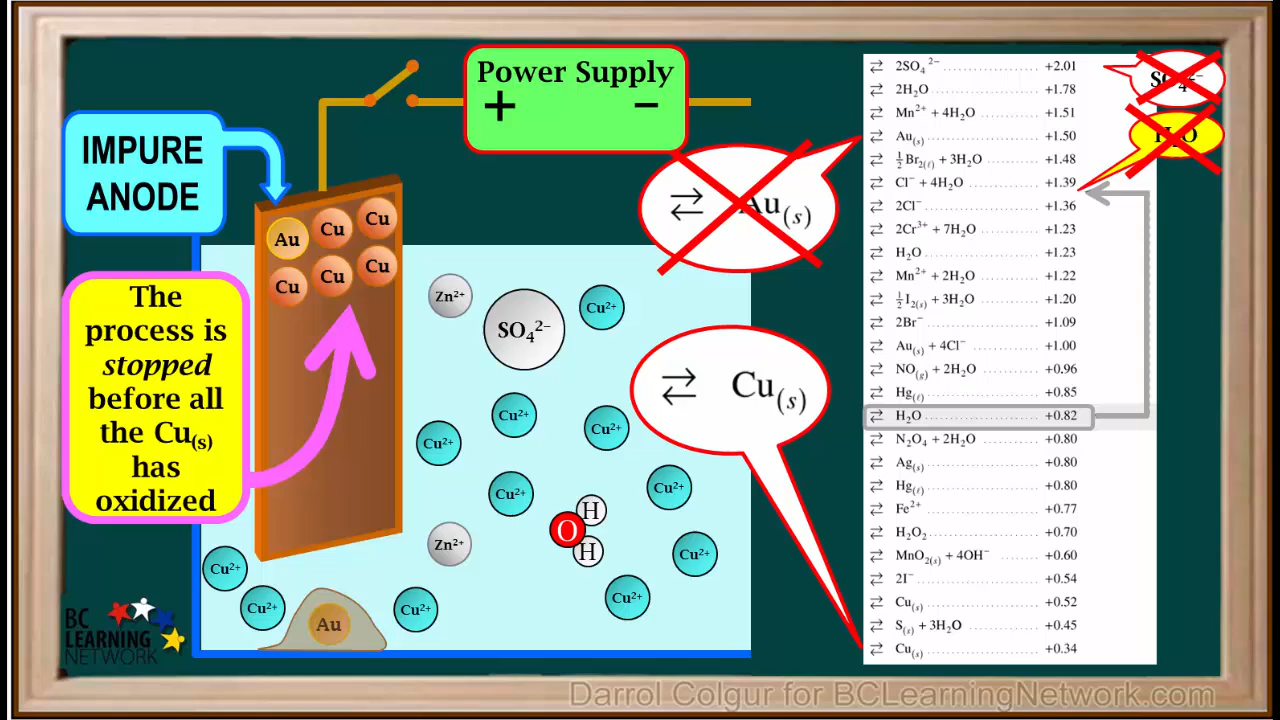 Power Supply
+ −
IMPURE
ANODE
The
process is
stopped
before all
the Cu(s)
has
oxidized
Au Cu Cu
Cu Cu Cu
Zn²⁺
SO₄²⁻
Cu²⁺
Cu²⁺
Cu²⁺
Cu²⁺
Cu²⁺
Cu²⁺
H
O
H
Zn²⁺
Cu²⁺
Cu²⁺
Cu²⁺
Cu²⁺
Cu²⁺
Au
⇄ Au(s)
⇄ Cu(s)
SO₄²⁻
H₂O
⇄ 2SO₄²⁻ ........ +2.01
⇄ 2H₂O ........ +1.78
⇄ Mn²⁺ + 4H₂O ........ +1.51
⇄ Au(s) ........ +1.50
⇄ ½Br₂(ℓ) + 3H₂O ........ +1.48
⇄ Cl⁻ + 4H₂O ........ +1.39
⇄ 2Cl⁻ ........ +1.36
⇄ 2Cr³⁺ + 7H₂O ........ +1.23
⇄ H₂O ........ +1.23
⇄ Mn²⁺ + 2H₂O ........ +1.22
⇄ ½I₂(s) + 3H₂O ........ +1.20
⇄ 2Br⁻ ........ +1.09
⇄ Au(s) + 4Cl⁻ ........ +1.00
⇄ NO(g) + 2H₂O ........ +0.96
⇄ Hg(ℓ) ........ +0.85
⇄ H₂O ........ +0.82
⇄ N₂O₄ + 2H₂O ........ +0.80
⇄ Ag(s) ........ +0.80
⇄ Hg(ℓ) ........ +0.80
⇄ Fe²⁺ ........ +0.77
⇄ H₂O₂ ........ +0.70
⇄ MnO₂(s) + 4OH⁻ ........ +0.60
⇄ 2I⁻ ........ +0.54
⇄ Cu(s) ........ +0.52
⇄ S(s) + 3H₂O ........ +0.45
⇄ Cu(s) ........ +0.34
BC
LEARNING
NETWORK
Darrol Colgur for BCLearningNetwork.com